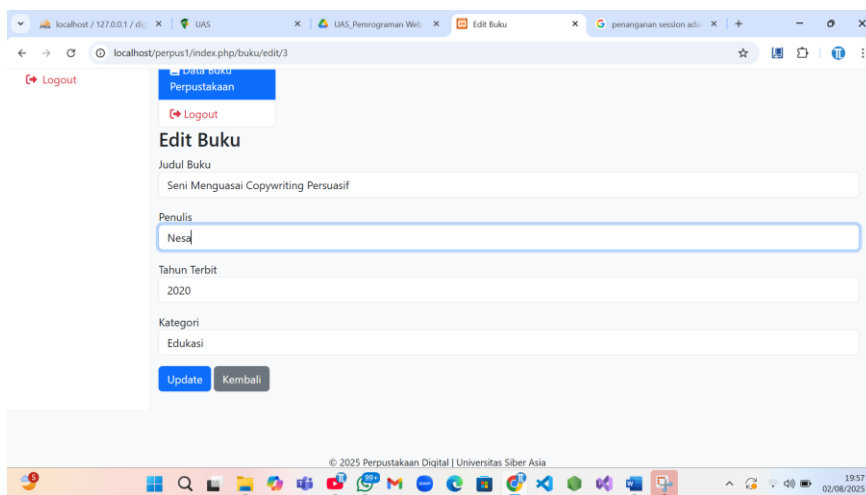 localhost / 127.0.0.1 / dig
UAS
UAS_Pemrograman Web
Edit Buku
penanganan session ada
localhost/perpus1/index.php/buku/edit/3
Logout
Data Buku
Perpustakaan
Logout
Edit Buku
Judul Buku
Seni Menguasai Copywriting Persuasif
Penulis
Nesa
Tahun Terbit
2020
Kategori
Edukasi
Update Kembali
© 2025 Perpustakaan Digital | Universitas Siber Asia
5
99+
19:37
02/08/2025